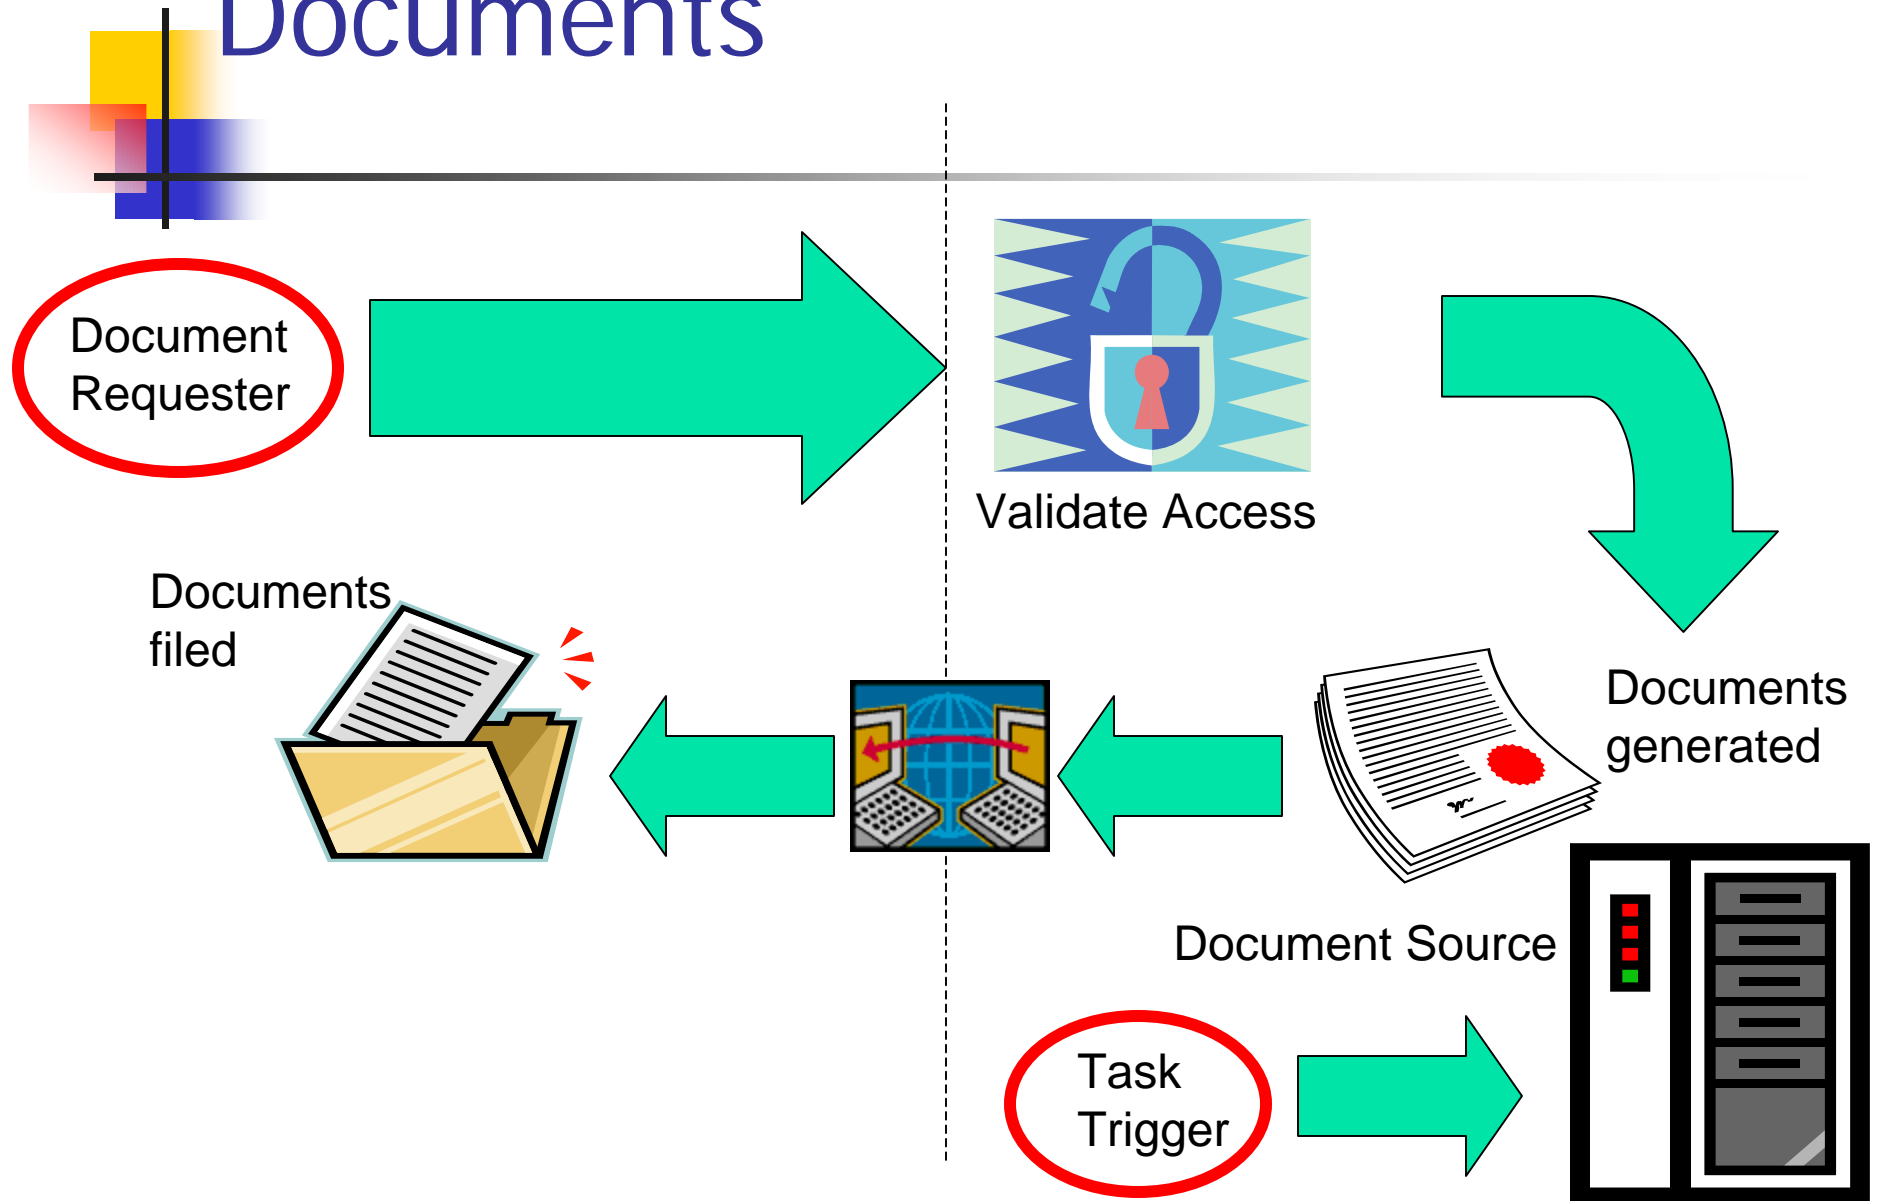 Documents
Document
Requester
Validate Access
Documents
filed
Documents
generated
Document Source
Task
Trigger